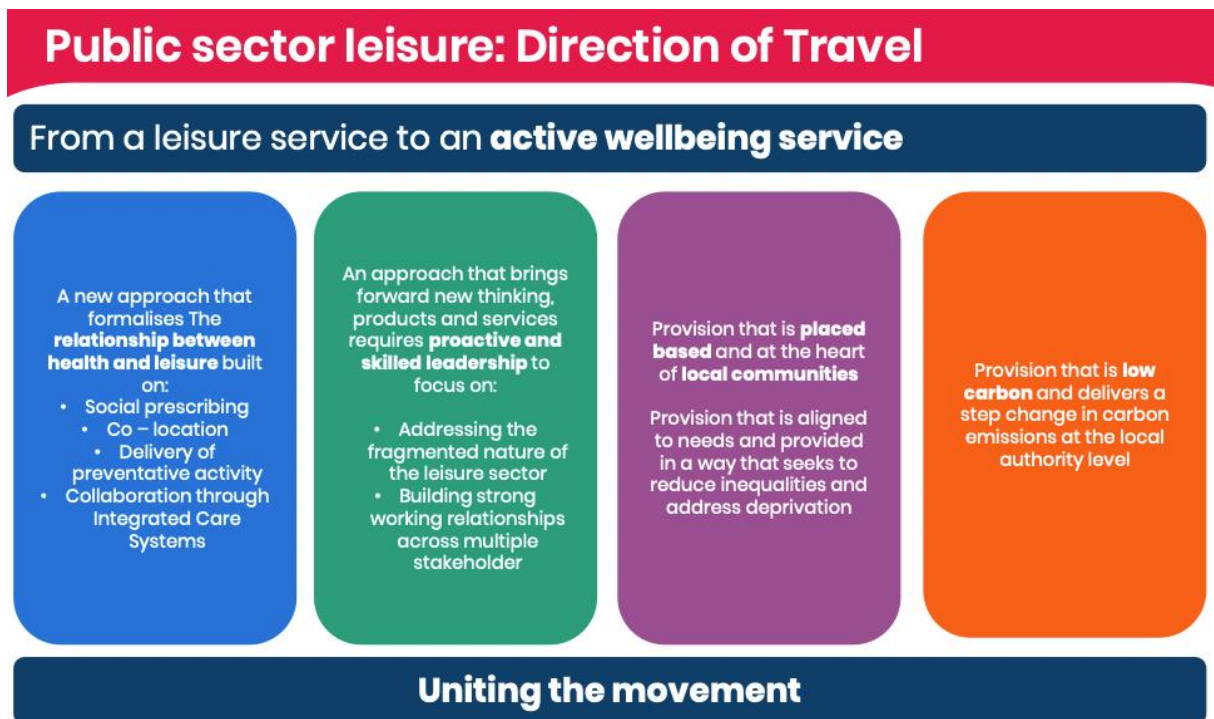 Public sector leisure: Direction of Travel
From a leisure service to an active wellbeing service
A new approach that
formalises The
relationship between
health and leisure built
on:
• Social prescribing
• Co – location
• Delivery of
preventative activity
• Collaboration through
Integrated Care
Systems
An approach that brings
forward new thinking,
products and services
requires proactive and
skilled leadership to
focus on:
• Addressing the
fragmented nature of
the leisure sector
• Building strong
working relationships
across multiple
stakeholder
Provision that is placed
based and at the heart
of local communities
Provision that is aligned
to needs and provided
in a way that seeks to
reduce inequalities and
address deprivation
Provision that is low
carbon and delivers a
step change in carbon
emissions at the local
authority level
Uniting the movement